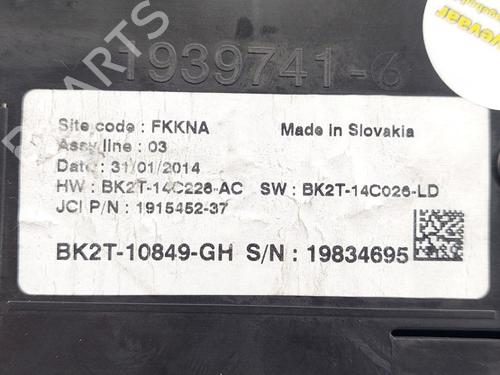 PARTS
1939741-6
Site code : FKKNA
Made in Slovakia
Assy line : 03
Date : 31/01/2014
HW : BK2T-14C226-AC SW : BK2T-14C026-LD
JCI P/N : 1915452-37
BK2T-10849-GH S/N : 19834695